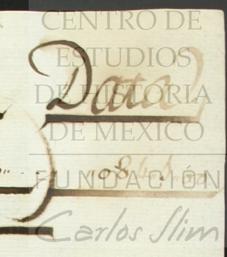 CENTRO DE
ESTUDIOS
Data
DE HISTORIA
DE MEXICO
FUNDACIÓN
Carlos Slim